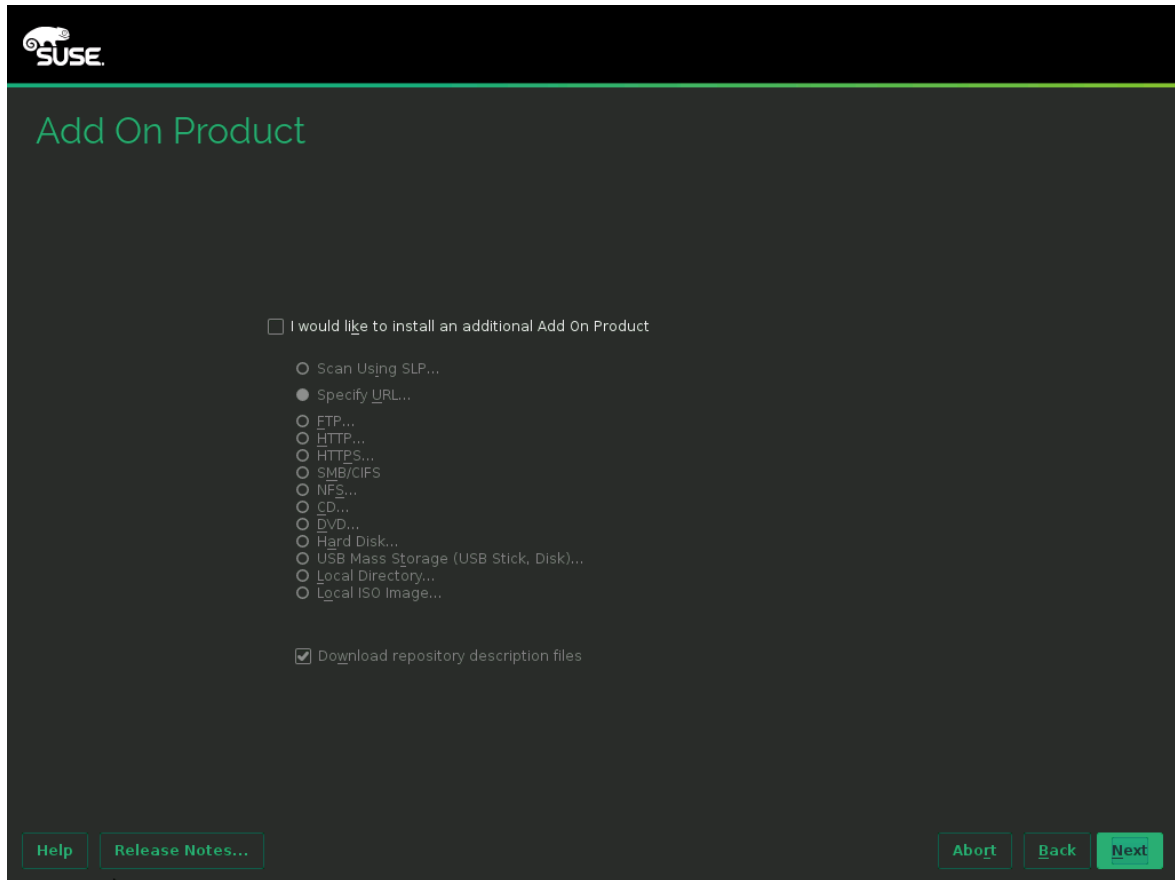 SUSE.
Add On Product
I would like to install an additional Add On Product
Scan Using SLP...
Specify URL...
FTP...
HTTP...
HTTPS...
SMB/CIFS
NFS...
CD...
DVD...
Hard Disk...
USB Mass Storage (USB Stick, Disk)...
Local Directory...
Local ISO Image...
Download repository description files
Help Release Notes... Abort Back Next